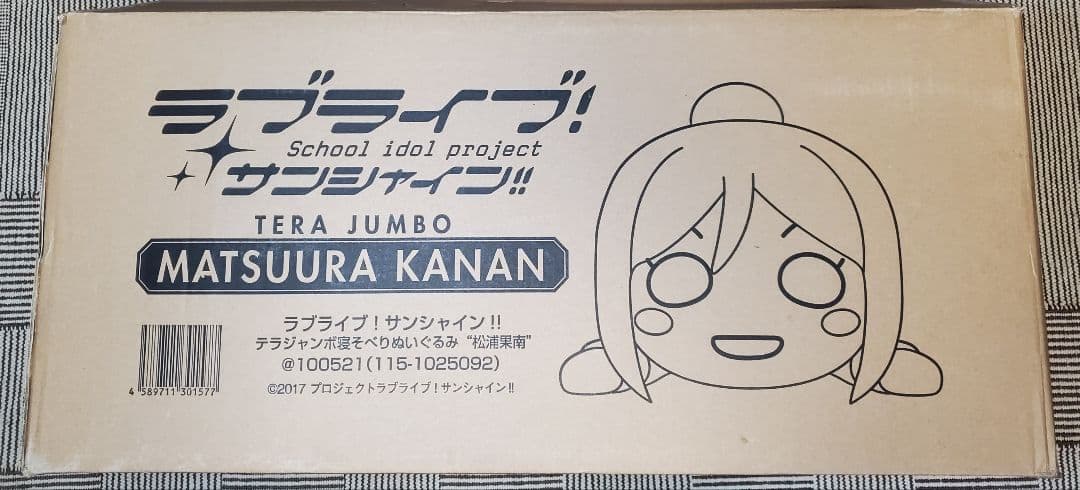 ラブライブ!
School idol project
サンシャイン!!
TERA JUMBO
MATSUURA KANAN
ラブライブ!サンシャイン!!
テラジャンボ寝そべりぬいぐるみ “松浦果南”
@100521(115-1025092)
©2017 プロジェクトラブライブ!サンシャイン!!
4 589711 301577